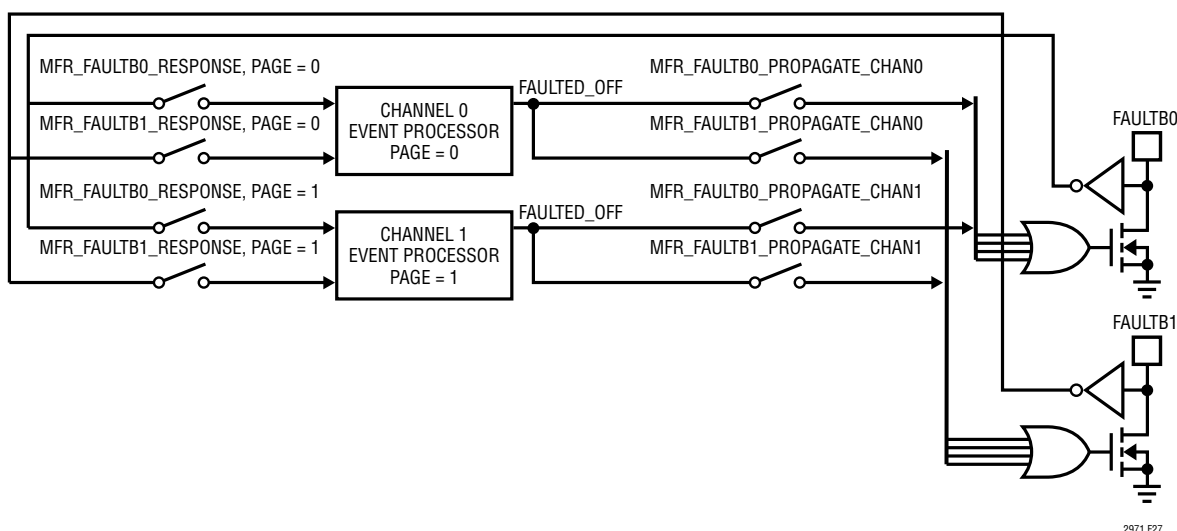 MFR_FAULTB0_RESPONSE, PAGE = 0
MFR_FAULTB1_RESPONSE, PAGE = 0
CHANNEL 0
EVENT PROCESSOR
PAGE = 0
FAULTED_OFF
MFR_FAULTB0_PROPAGATE_CHAN0
MFR_FAULTB1_PROPAGATE_CHAN0
FAULTB0
MFR_FAULTB0_RESPONSE, PAGE = 1
MFR_FAULTB1_RESPONSE, PAGE = 1
CHANNEL 1
EVENT PROCESSOR
PAGE = 1
FAULTED_OFF
MFR_FAULTB0_PROPAGATE_CHAN1
MFR_FAULTB1_PROPAGATE_CHAN1
FAULTB1
2971 F27